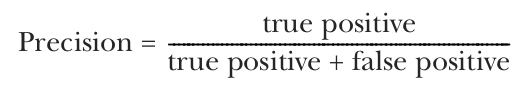 Precision = true positive
true positive + false positive